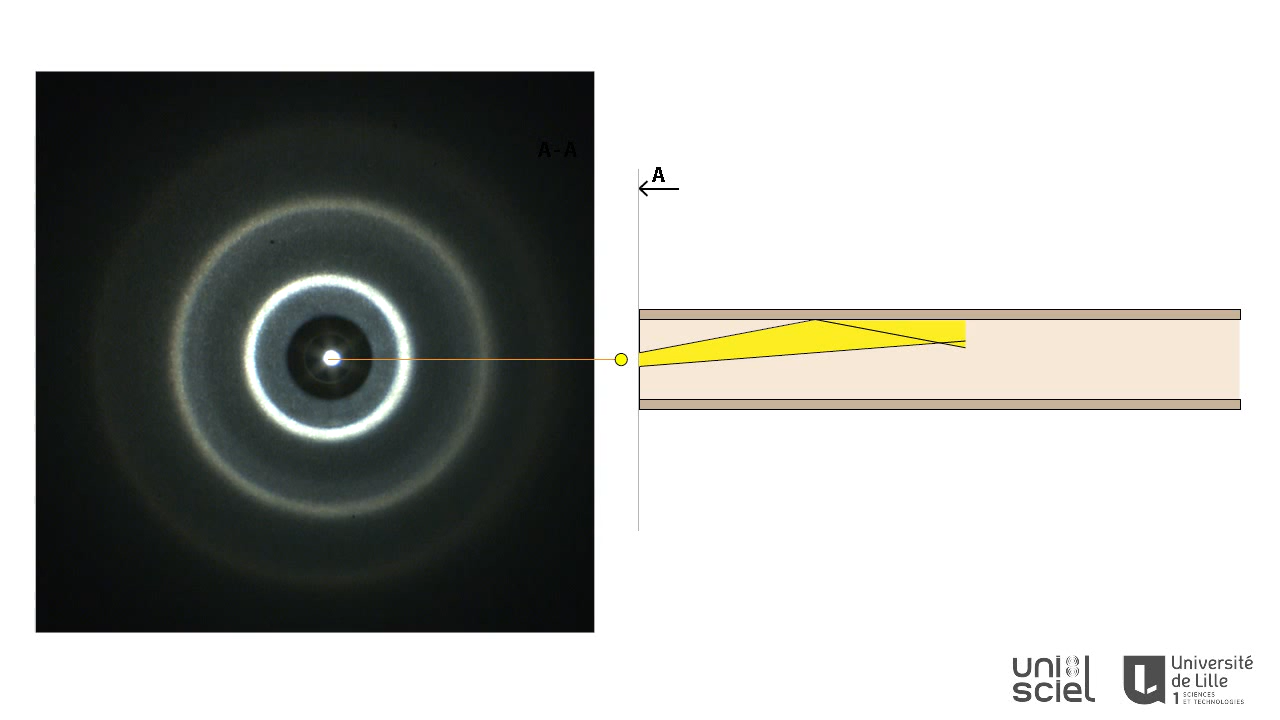 A-A
A
uni
sciel
Université
de Lille
1 SCIENCES
ET TECHNOLOGIES